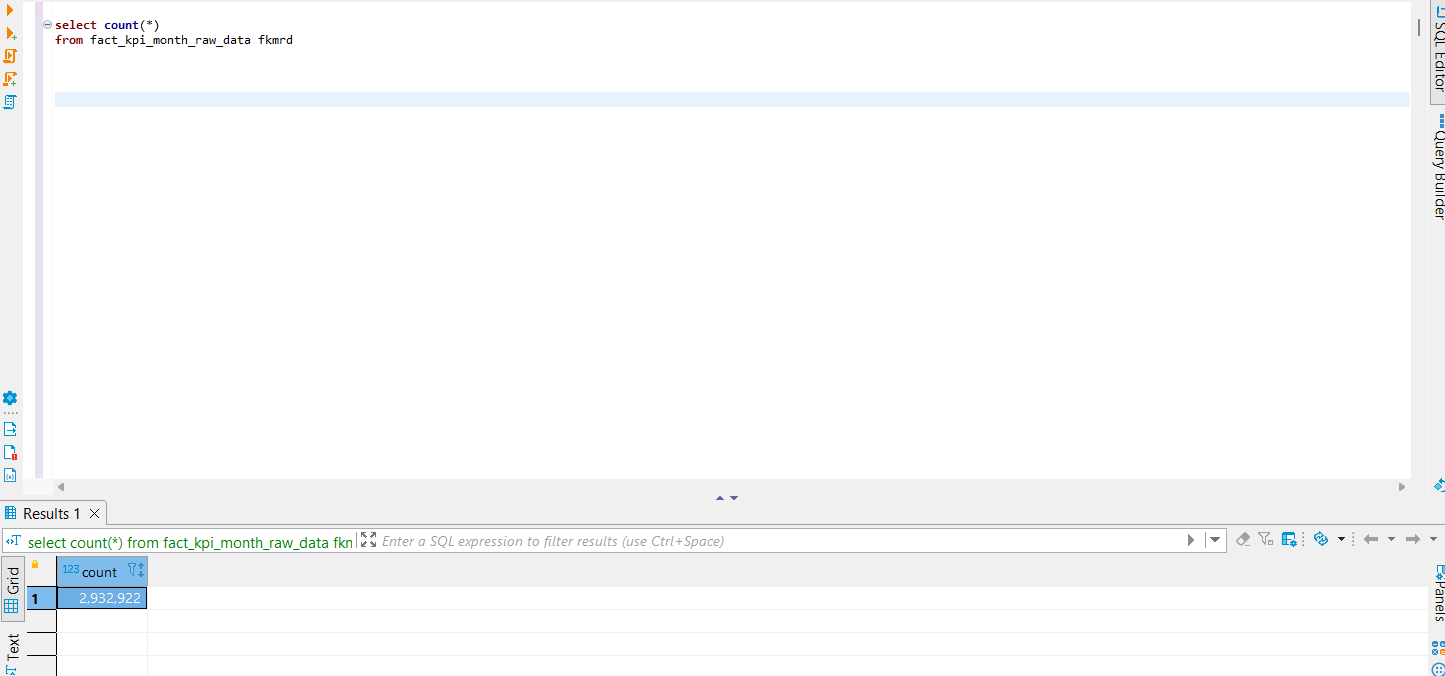 select count(*)
from fact_kpi_month_raw_data fkmrd
SQL Editor
Query Builder
Results 1
select count(*) from fact_kpi_month_raw_data fkn
Enter a SQL expression to filter results (use Ctrl+Space)
Grid
Text
123 count
1
2,932,922
Panels